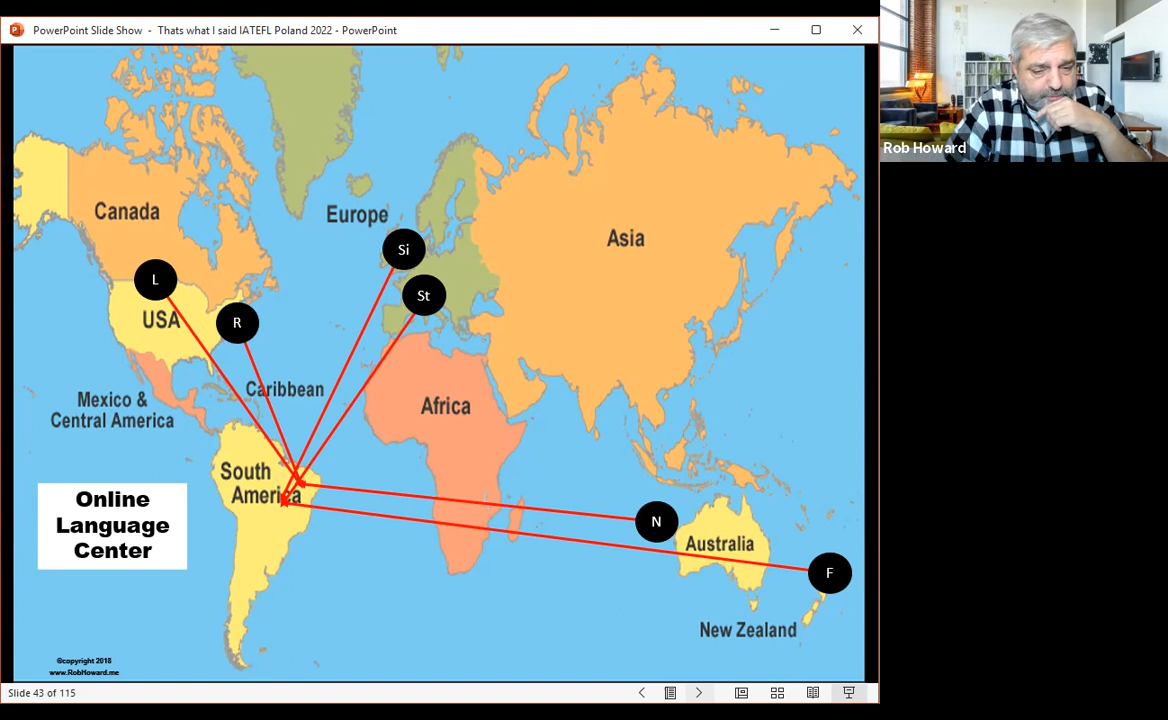 PowerPoint Slide Show - Thats what I said IATEFL Poland 2022 - PowerPoint
Rob Howard
Canada
Europe
Asia
Si
L
St
USA
R
Caribbean
Mexico &
Central America
Africa
South
America
Online
Language
Center
N
Australia
F
New Zealand
©copyright 2018
www.RobHoward.me
Slide 43 of 115